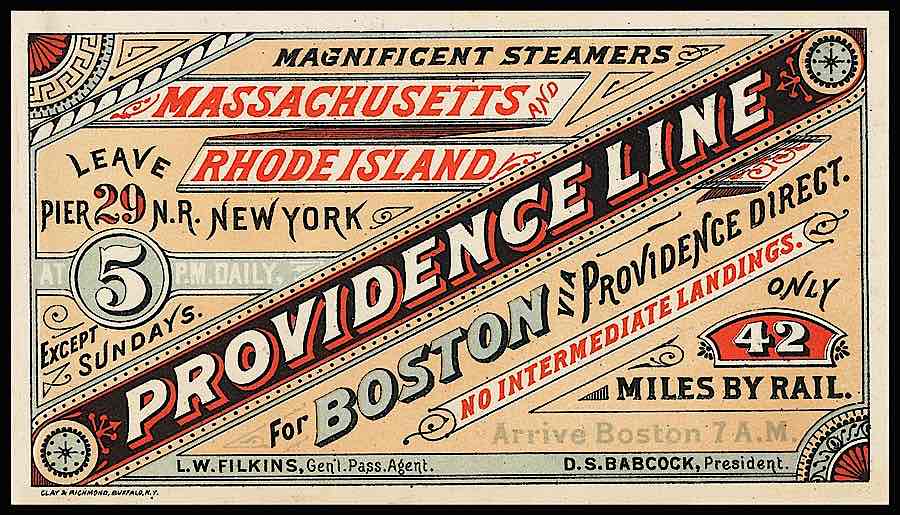 MAGNIFICENT STEAMERS
MASSACHUSETTS AND
RHODE ISLAND
LEAVE
PIER 29 N.R. NEW YORK
AT 5 P.M. DAILY,
EXCEPT SUNDAYS.
PROVIDENCE LINE
For BOSTON VIA PROVIDENCE DIRECT.
NO INTERMEDIATE LANDINGS.
ONLY
42
MILES BY RAIL.
Arrive Boston 7 A.M.
L.W. FILKINS, Gen'l. Pass. Agent. D.S. BABCOCK, President.
CLAY & RICHMOND, BUFFALO, N.Y.